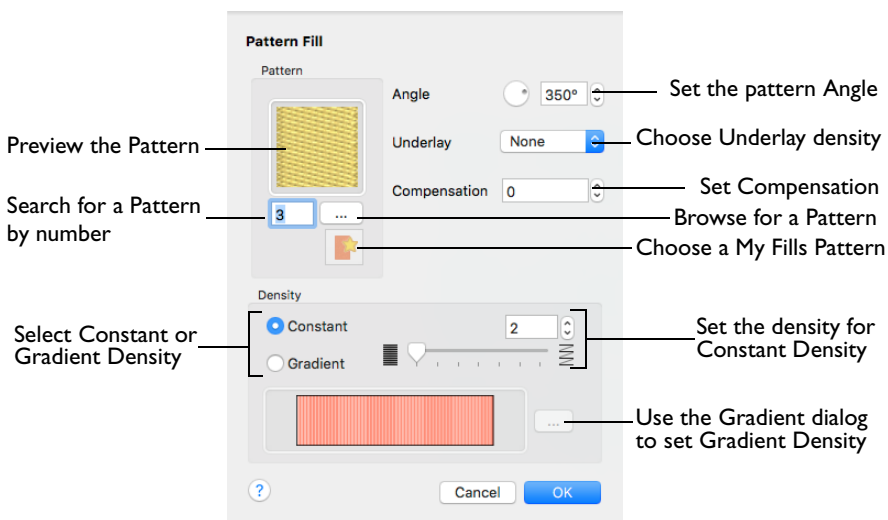 Pattern Fill
Pattern
Angle
350°
Set the pattern Angle
Preview the Pattern
Underlay
None
Choose Underlay density
Compensation
0
Set Compensation
Search for a Pattern
by number
3
...
Browse for a Pattern
Choose a My Fills Pattern
Density
Select Constant or
Gradient Density
Constant
2
Gradient
Set the density for
Constant Density
...
Use the Gradient dialog
to set Gradient Density
?
Cancel
OK